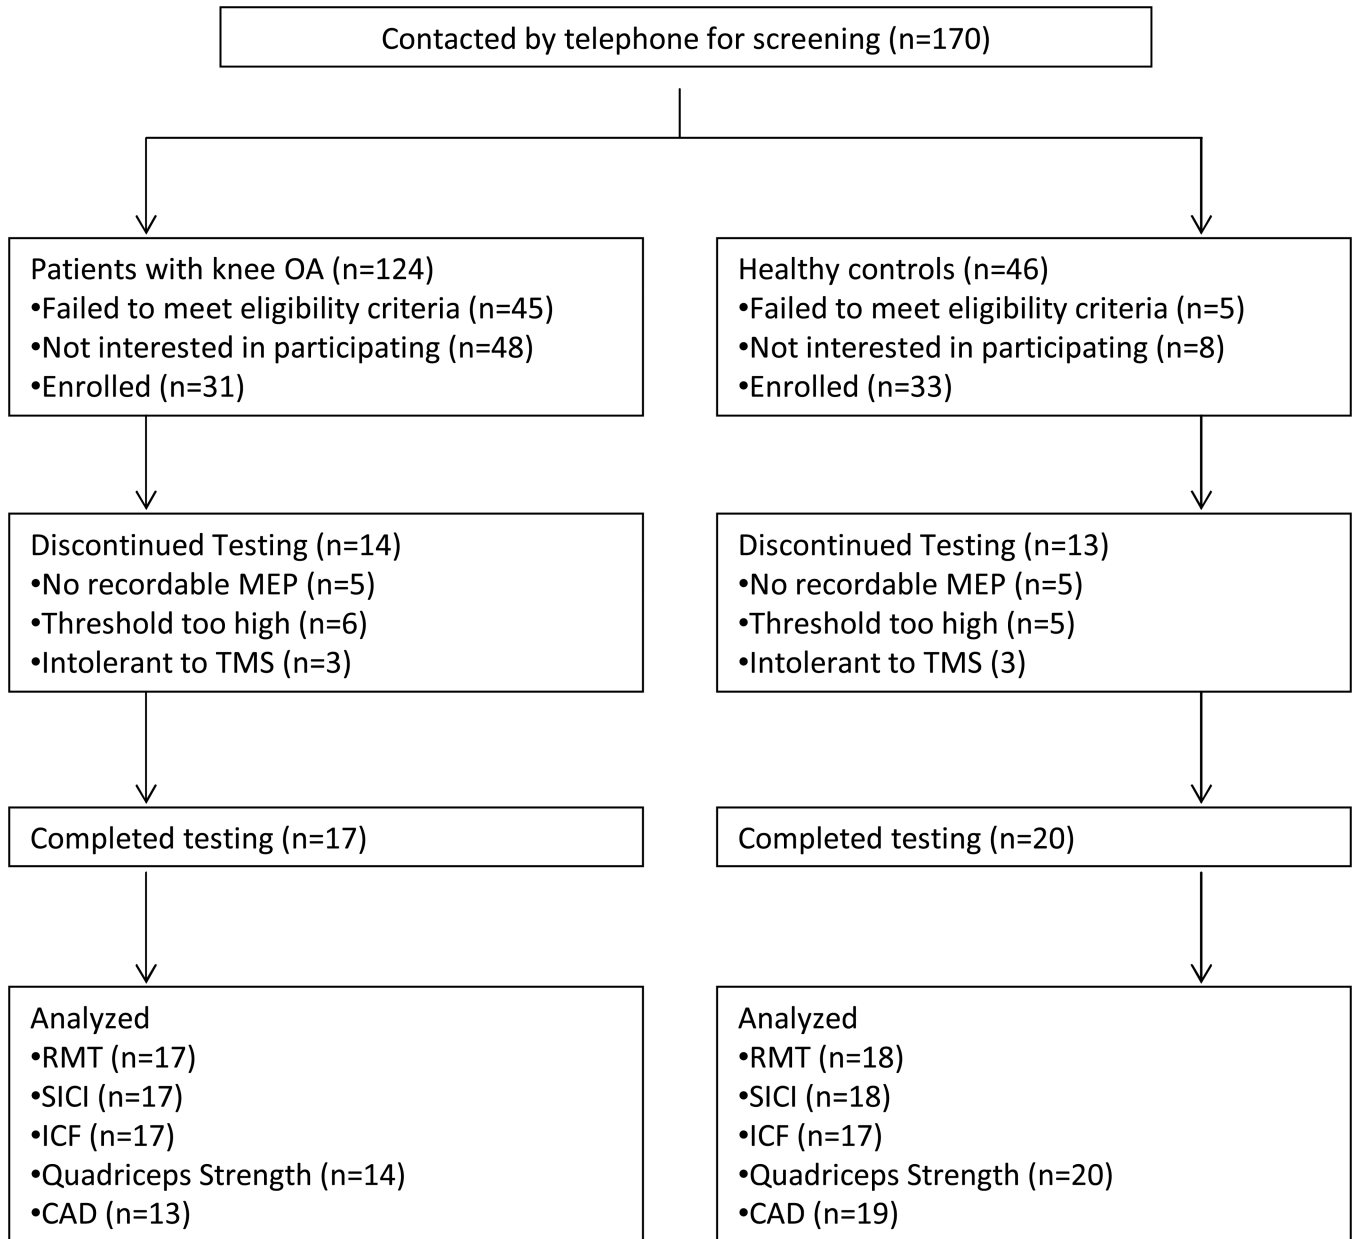 Contacted by telephone for screening (n=170)
Patients with knee OA (n=124)
•Failed to meet eligibility criteria (n=45)
•Not interested in participating (n=48)
•Enrolled (n=31)
Healthy controls (n=46)
•Failed to meet eligibility criteria (n=5)
•Not interested in participating (n=8)
•Enrolled (n=33)
Discontinued Testing (n=14)
•No recordable MEP (n=5)
•Threshold too high (n=6)
•Intolerant to TMS (n=3)
Discontinued Testing (n=13)
•No recordable MEP (n=5)
•Threshold too high (n=5)
•Intolerant to TMS (3)
Completed testing (n=17)
Completed testing (n=20)
Analyzed
•RMT (n=17)
•SICI (n=17)
•ICF (n=17)
•Quadriceps Strength (n=14)
•CAD (n=13)
Analyzed
•RMT (n=18)
•SICI (n=18)
•ICF (n=17)
•Quadriceps Strength (n=20)
•CAD (n=19)